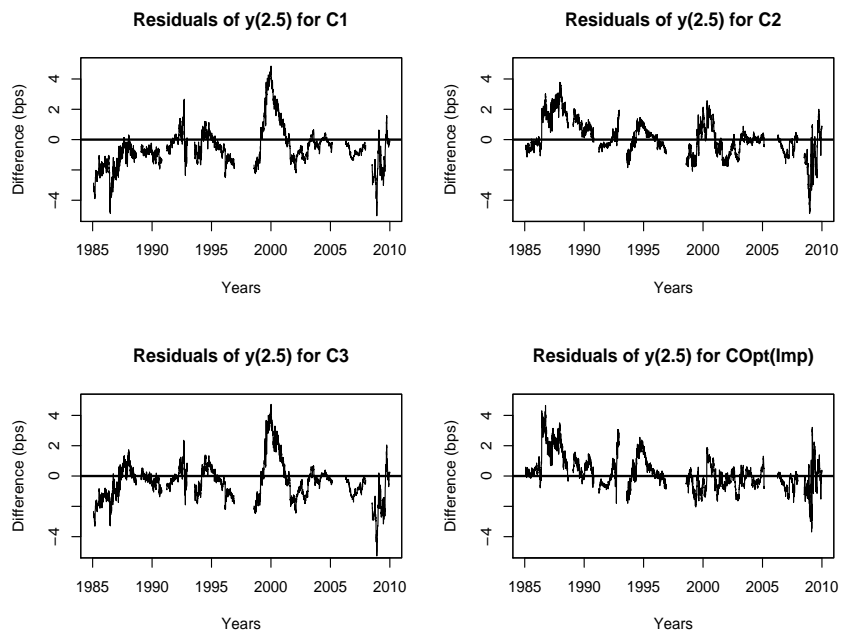 Residuals of y(2.5) for C1
Difference (bps)
4
2
0
−4
1985 1990 1995 2000 2005 2010
Years
Residuals of y(2.5) for C2
Difference (bps)
4
2
0
−4
1985 1990 1995 2000 2005 2010
Years
Residuals of y(2.5) for C3
Difference (bps)
4
2
0
−4
1985 1990 1995 2000 2005 2010
Years
Residuals of y(2.5) for COpt(Imp)
Difference (bps)
4
2
0
−4
1985 1990 1995 2000 2005 2010
Years